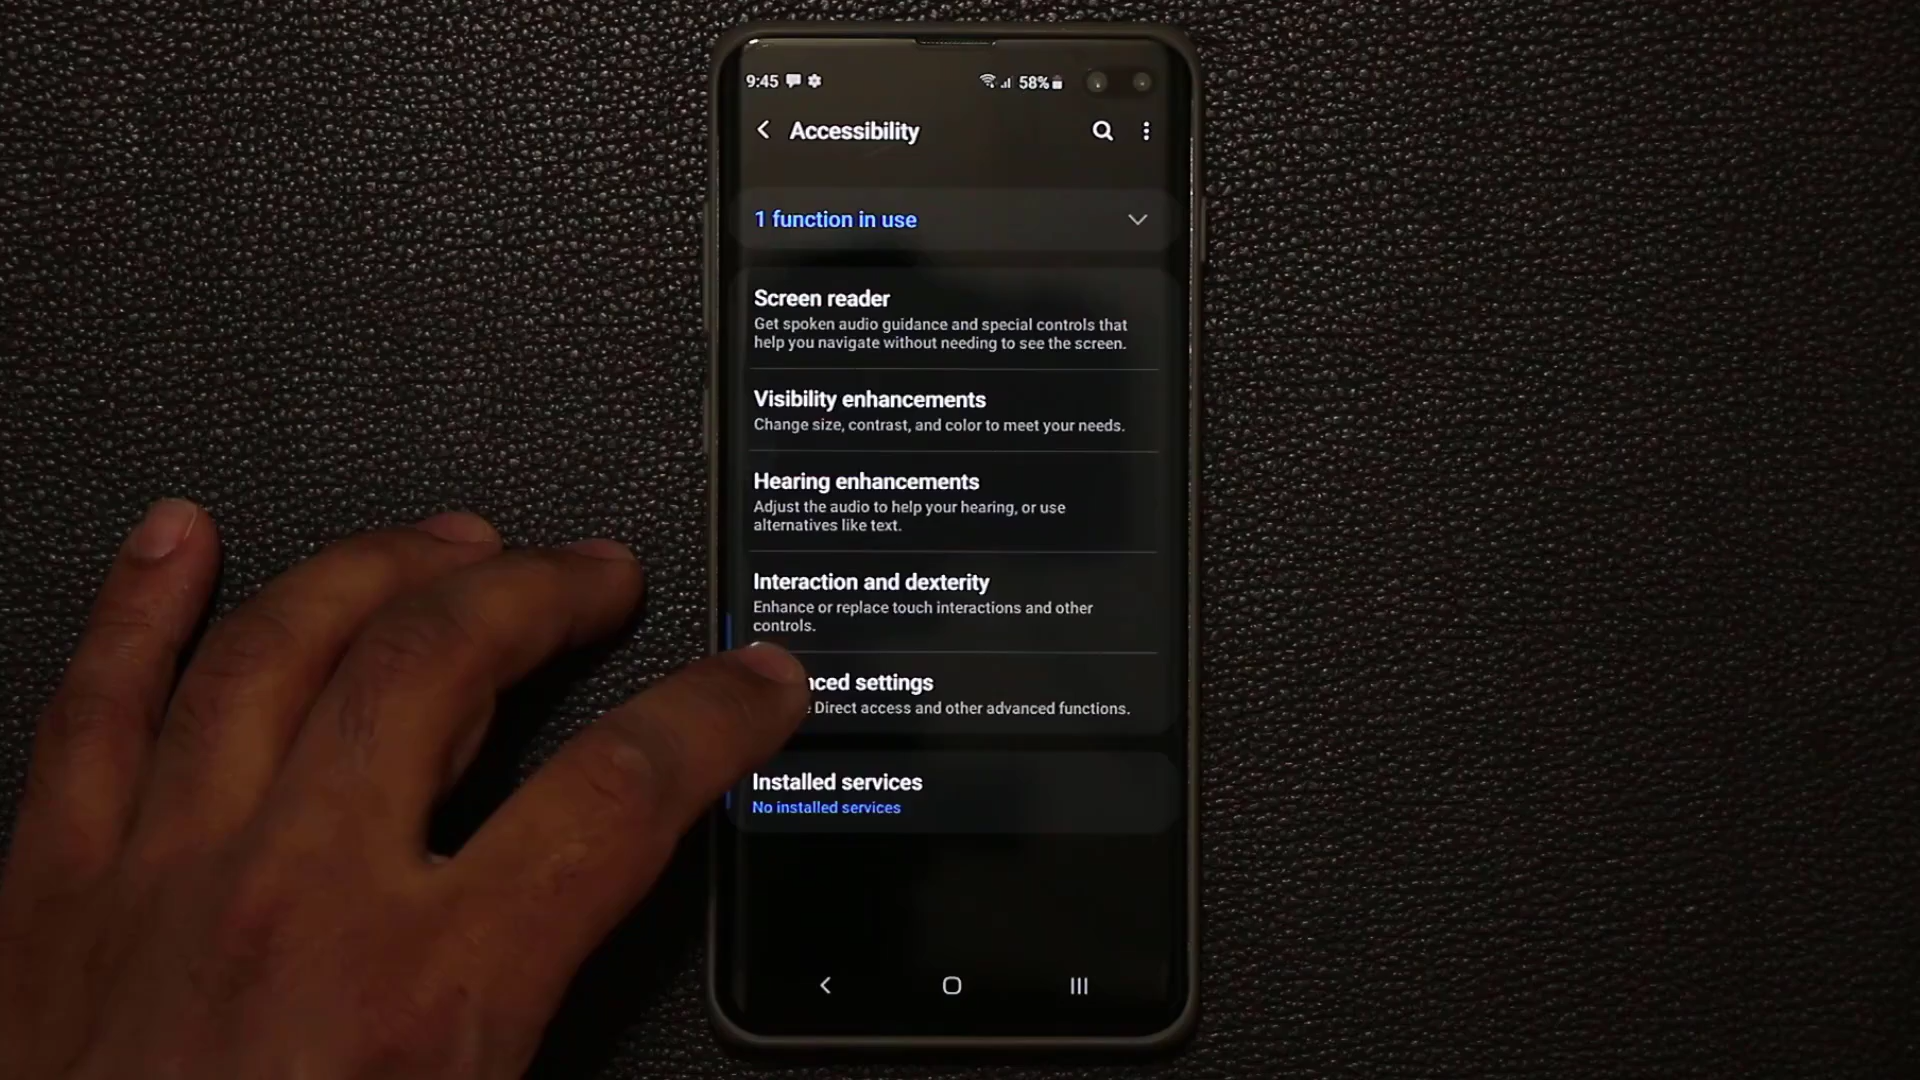 9:45
58%
Accessibility
1 function in use
Screen reader
Get spoken audio guidance and special controls that
help you navigate without needing to see the screen.
Visibility enhancements
Change size, contrast, and color to meet your needs.
Hearing enhancements
Adjust the audio to help your hearing, or use
alternatives like text.
Interaction and dexterity
Enhance or replace touch interactions and other
controls.
settings
Direct access and other advanced functions.
Installed services
No installed services